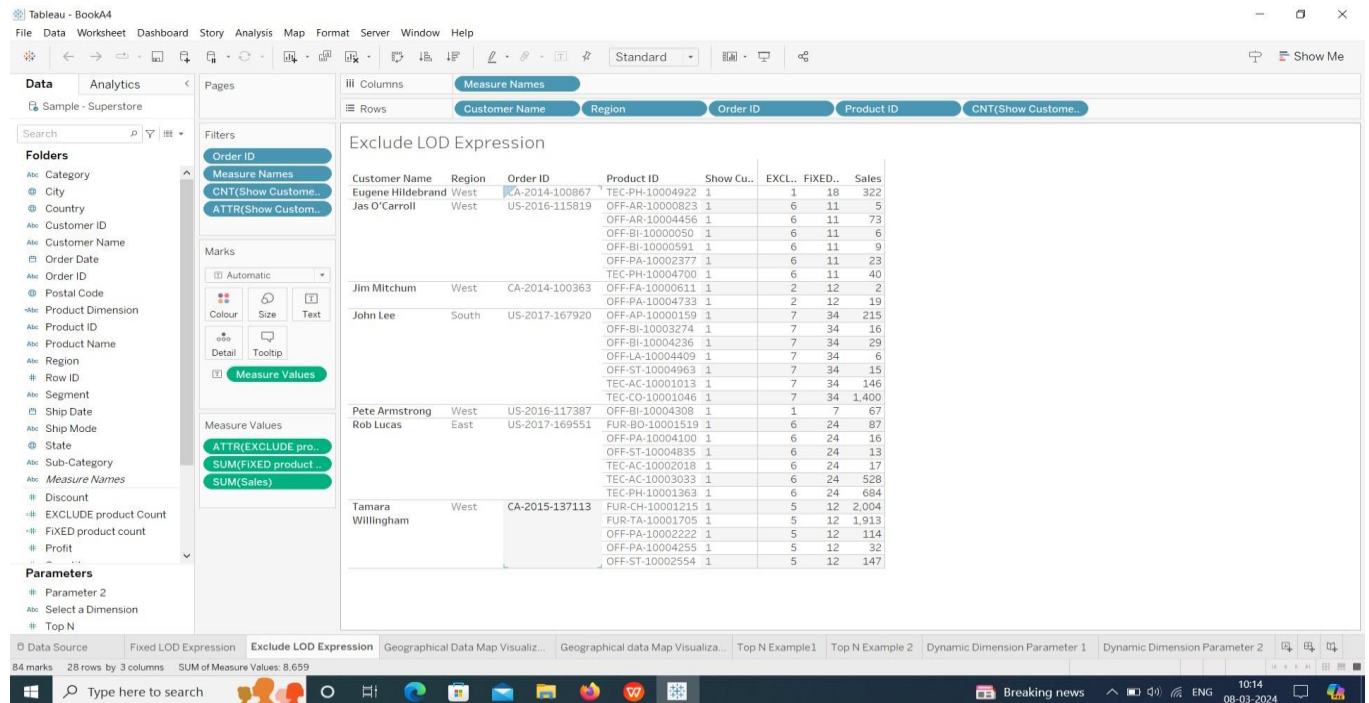 Tableau - BookA4
File Data Worksheet Dashboard Story Analysis Map Format Server Window Help
Standard
Show Me
Data Analytics
Sample - Superstore
Search
Folders
Abc Category
City
Country
Abc Customer ID
Abc Customer Name
Order Date
Abc Order ID
Postal Code
Abc Product Dimension
Abc Product ID
Abc Product Name
Abc Region
# Row ID
Abc Segment
Ship Date
Abc Ship Mode
State
Abc Sub-Category
Abc Measure Names
# Discount
# EXCLUDE product Count
# FiXED product count
# Profit
Parameters
# Parameter 2
Abc Select a Dimension
# Top N
Pages
Filters
Order ID
Measure Names
CNT(Show Custome..
ATTR(Show Custom..
Marks
Automatic
Colour Size Text
Detail Tooltip
Measure Values
Measure Values
ATTR(EXCLUDE pro..
SUM(FiXED product ..
SUM(Sales)
Columns Measure Names
Rows Customer Name Region Order ID Product ID CNT(Show Custome..
Exclude LOD Expression
Customer Name Region Order ID Product ID Show Cu.. EXCL.. FiXED.. Sales
Eugene Hildebrand West CA-2014-100867 TEC-PH-10004922 1 1 18 322
Jas O'Carroll West US-2016-115819 OFF-AR-10000823 1 6 11 5
OFF-AR-10004456 1 6 11 73
OFF-BI-10000050 1 6 11 6
OFF-BI-10000591 1 6 11 9
OFF-PA-10002377 1 6 11 23
TEC-PH-10004700 1 6 11 40
Jim Mitchum West CA-2014-100363 OFF-FA-10000611 1 2 12 2
OFF-PA-10004733 1 2 12 19
John Lee South US-2017-167920 OFF-AP-10000159 1 7 34 215
OFF-BI-10003274 1 7 34 16
OFF-BI-10004236 1 7 34 29
OFF-LA-10004409 1 7 34 6
OFF-ST-10004963 1 7 34 15
TEC-AC-10001013 1 7 34 146
TEC-CO-10001046 1 7 34 1,400
Pete Armstrong West US-2016-117387 OFF-BI-10004308 1 1 7 67
Rob Lucas East US-2017-169551 FUR-BO-10001519 1 6 24 87
OFF-PA-10004100 1 6 24 16
OFF-ST-10004835 1 6 24 13
TEC-AC-10002018 1 6 24 17
TEC-AC-10003033 1 6 24 528
TEC-PH-10001363 1 6 24 684
Tamara West CA-2015-137113 FUR-CH-10001215 1 5 12 2,004
Willingham FUR-TA-10001705 1 5 12 1,913
OFF-PA-10002222 1 5 12 114
OFF-PA-10004255 1 5 12 32
OFF-ST-10002554 1 5 12 147
Data Source Fixed LOD Expression Exclude LOD Expression Geographical Data Map Visualiz... Geographical data Map Visualiza... Top N Example1 Top N Example 2 Dynamic Dimension Parameter 1 Dynamic Dimension Parameter 2
84 marks 28 rows by 3 columns SUM of Measure Values: 8.659
Type here to search
Breaking news
ENG
10:14
08-03-2024